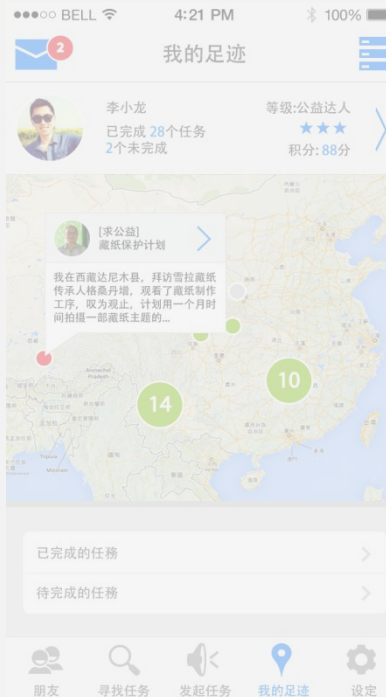 BELL 4:21 PM 100%
2
我的足迹
李小龙
等级:公益达人
已完成 28个任务
2个未完成
积分:88分
[求公益]
藏纸保护计划
我在西藏达尼木县，拜访雪拉藏纸
传承人格桑丹增，观看了藏纸制作
工序，叹为观止，计划用一个月时
间拍摄一部藏纸主题的...
10
14
已完成的任務
待完成的任務
朋友 寻找任务 发起任务 我的足迹 设定